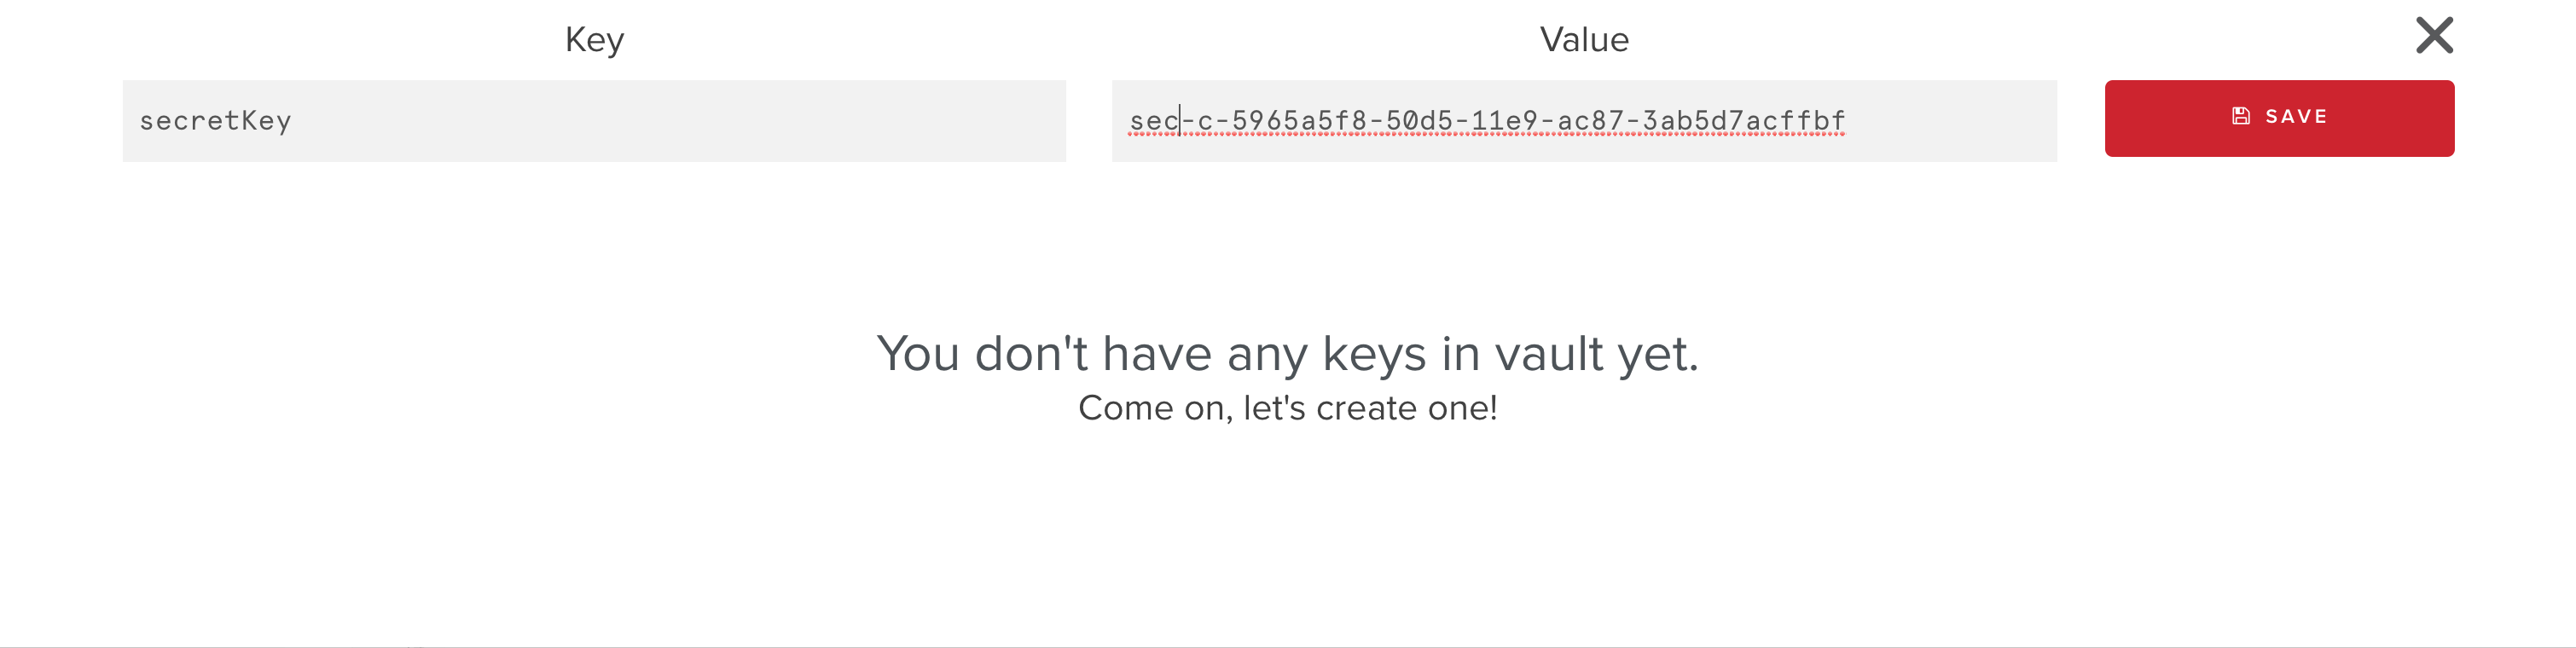 Key Value
secretKey sec-c-5965a5f8-50d5-11e9-ac87-3ab5d7acffbf SAVE
You don't have any keys in vault yet.
Come on, let's create one!